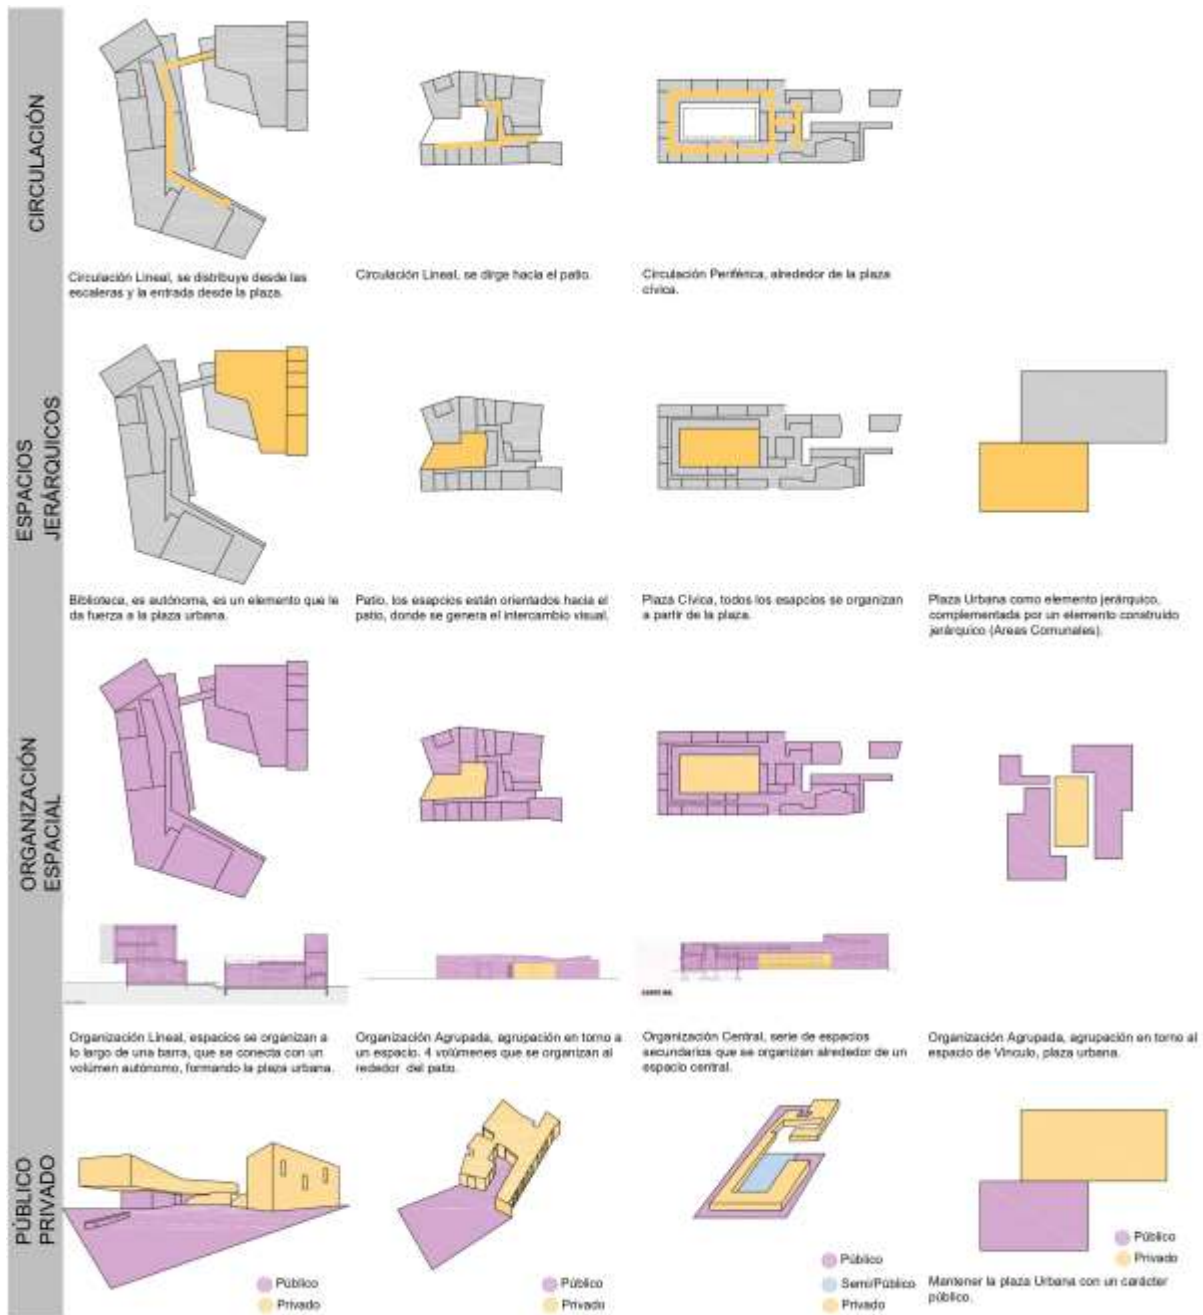 CIRCULACIÓN
Circulación Lineal, se distribuye desde las
escaleras y la entrada desde la plaza.
Circulación Lineal, se dirge hacia el patio.
Circulación Periférica, alrédedor de la plaza
cívica.
ESPACIOS
JERÁRQUICOS
Biblioteca, es autónoma, es un elemento que le
da fuerza a la plaza urbana.
Patio, los esapcios están orientados hacia el
patio, donde se genera el intercambio visual.
Plaza Cívica, todos los esapcios se organizan
a partir de la plaza.
Plaza Urbana como elemento jerárquico,
complementada por un elemento construido
jerárquico (Areas Comunales).
ORGANIZACIÓN
ESPACIAL
Organización Lineal, espacios se organizan a
lo largo de una barra, que se conecta con un
volúmen autónomo, formando la plaza urbana.
Organización Agrupada, agrupación en torno a
un espacio. 4 volúmenes que se organizan al
rededor del patio.
Organización Central, serie de espacios
secundarios que se organizan alrededor de un
espacio central.
Organización Agrupada, agrupación en torno al
espacio de Vínculo, plaza urbana.
PÚBLICO
PRIVADO
Público
Privado
Público
Privado
Público
Semi/Público
Privado
Público
Privado
Mantener la plaza Urbana con un carácter
público.